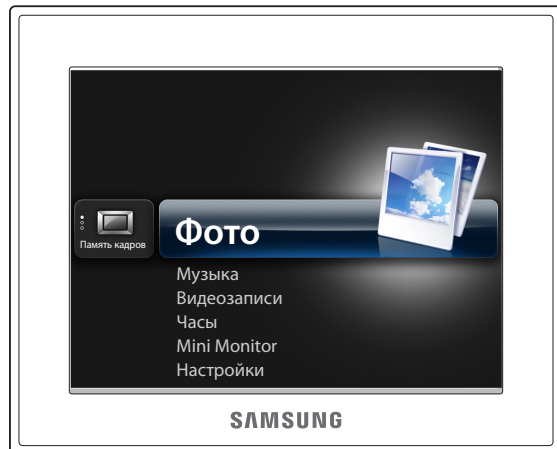 Память кадров
Фото
Музыка
Видеозаписи
Часы
Mini Monitor
Настройки
SAMSUNG